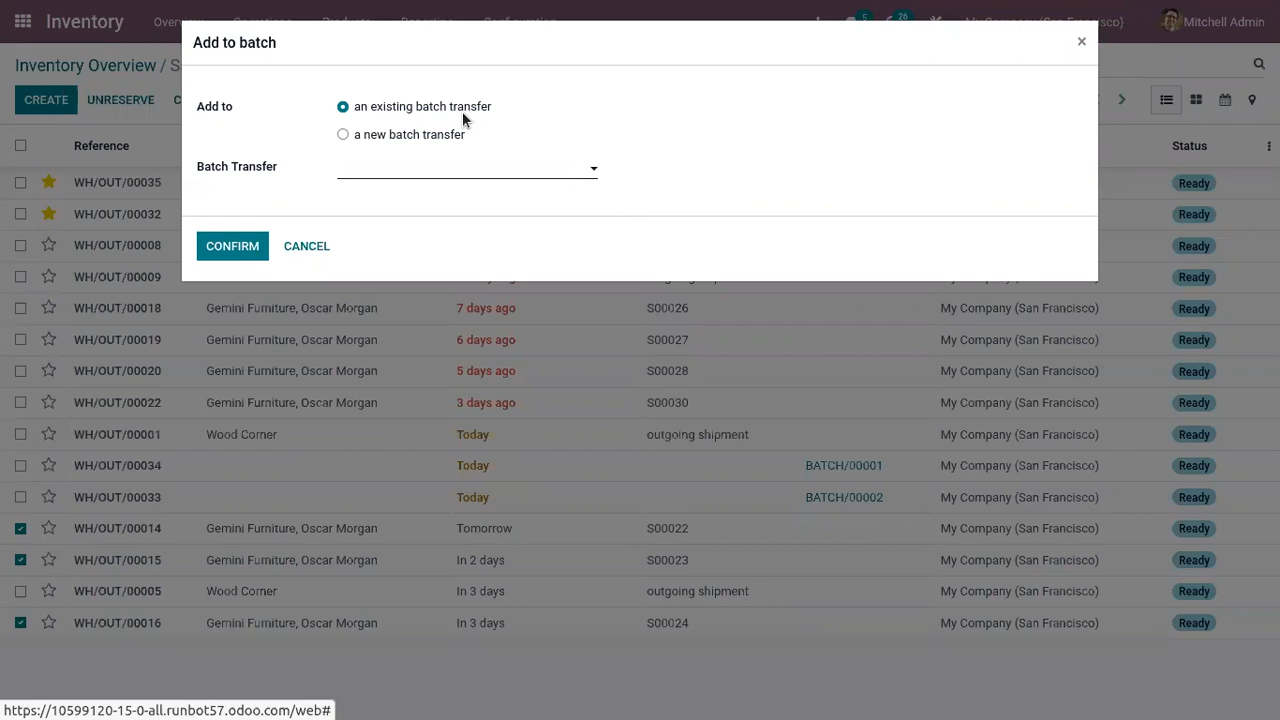 Inventory Overview Operations Products Reporting Configuration 5 26 My Company (San Francisco) Mitchell Admin
Add to batch ×
Inventory Overview / S
Add to an existing batch transfer
CREATE UNRESERVE C
a new batch transfer
Reference Status
Batch Transfer
WH/OUT/00035 Ready
WH/OUT/00032 Ready
CONFIRM CANCEL
WH/OUT/00008 Ready
WH/OUT/00009 Ready
WH/OUT/00018 Gemini Furniture, Oscar Morgan 7 days ago S00026 My Company (San Francisco) Ready
WH/OUT/00019 Gemini Furniture, Oscar Morgan 6 days ago S00027 My Company (San Francisco) Ready
WH/OUT/00020 Gemini Furniture, Oscar Morgan 5 days ago S00028 My Company (San Francisco) Ready
WH/OUT/00022 Gemini Furniture, Oscar Morgan 3 days ago S00030 My Company (San Francisco) Ready
WH/OUT/00001 Wood Corner Today outgoing shipment My Company (San Francisco) Ready
WH/OUT/00034 Today BATCH/00001 My Company (San Francisco) Ready
WH/OUT/00033 Today BATCH/00002 My Company (San Francisco) Ready
WH/OUT/00014 Gemini Furniture, Oscar Morgan Tomorrow S00022 My Company (San Francisco) Ready
WH/OUT/00015 Gemini Furniture, Oscar Morgan In 2 days S00023 My Company (San Francisco) Ready
WH/OUT/00005 Wood Corner In 3 days outgoing shipment My Company (San Francisco) Ready
WH/OUT/00016 Gemini Furniture, Oscar Morgan In 3 days S00024 My Company (San Francisco) Ready
https://10599120-15-0-all.runbot57.odoo.com/web#